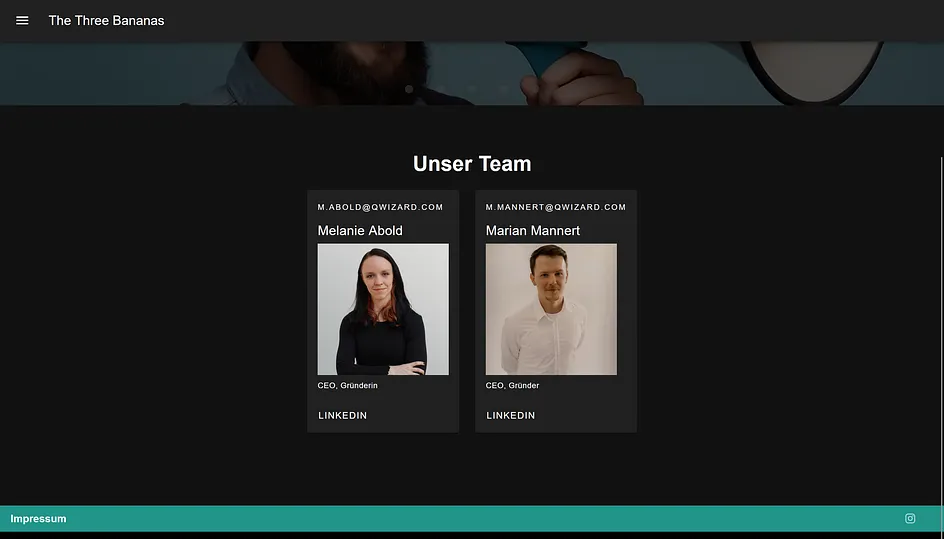 The Three Bananas
Unser Team
M.ABOLD@QWIZARD.COM
Melanie Abold
CEO, Gründerin
LINKEDIN
M.MANNERT@QWIZARD.COM
Marian Mannert
CEO, Gründer
LINKEDIN
Impressum